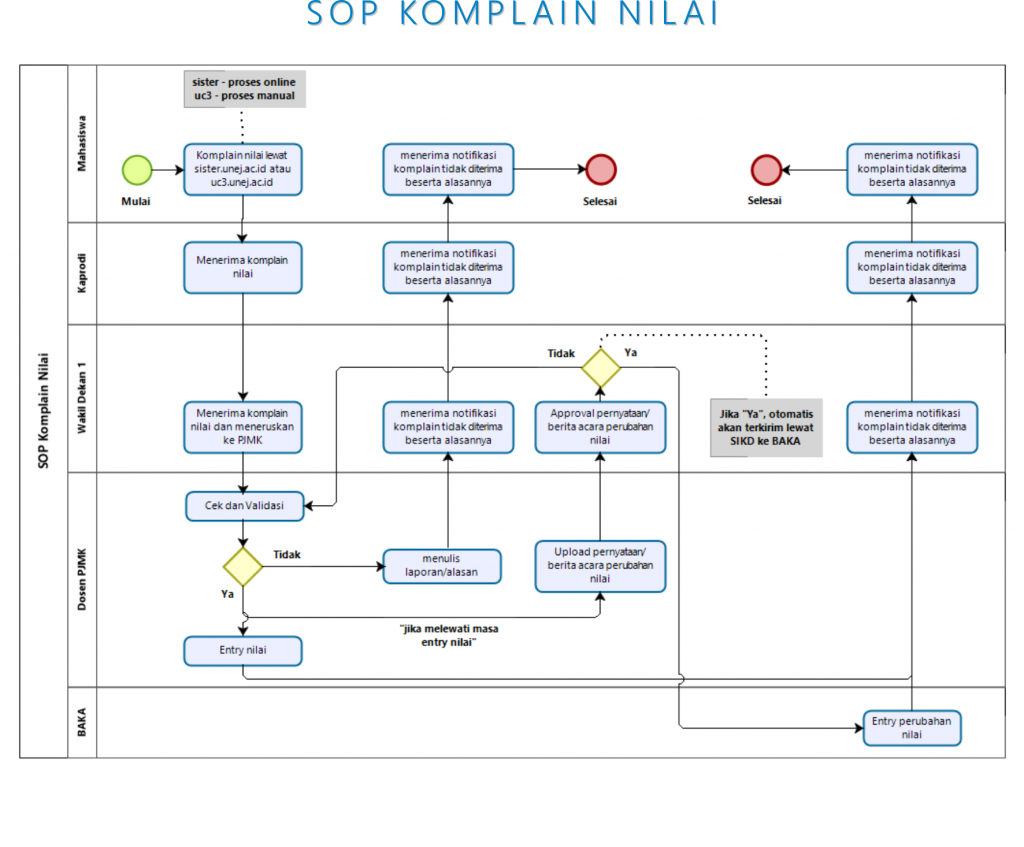 SOP KOMPLAIN NILAI
SOP Komplain Nilai
Mahasiswa
sister - proses online
uc3 - proses manual
Mulai
Komplain nilai lewat
sister.unej.ac.id atau
uc3.unej.ac.id
menerima notifikasi
komplain tidak diterima
beserta alasannya
Selesai
Selesai
menerima notifikasi
komplain tidak diterima
beserta alasannya
Kaprodi
Menerima komplain
nilai
menerima notifikasi
komplain tidak diterima
beserta alasannya
menerima notifikasi
komplain tidak diterima
beserta alasannya
Wakil Dekan 1
Tidak
Ya
Menerima komplain
nilai dan meneruskan
ke PJMK
menerima notifikasi
komplain tidak diterima
beserta alasannya
Approval pernyataan/
berita acara perubahan
nilai
Jika "Ya", otomatis
akan terkirim lewat
SIKD ke BAKA
menerima notifikasi
komplain tidak diterima
beserta alasannya
Dosen PJMK
Cek dan Validasi
Tidak
Ya
menulis
laporan/alasan
Upload pernyataan/
berita acara perubahan
nilai
"jika melewati masa
entry nilai"
Entry nilai
BAKA
Entry perubahan
nilai